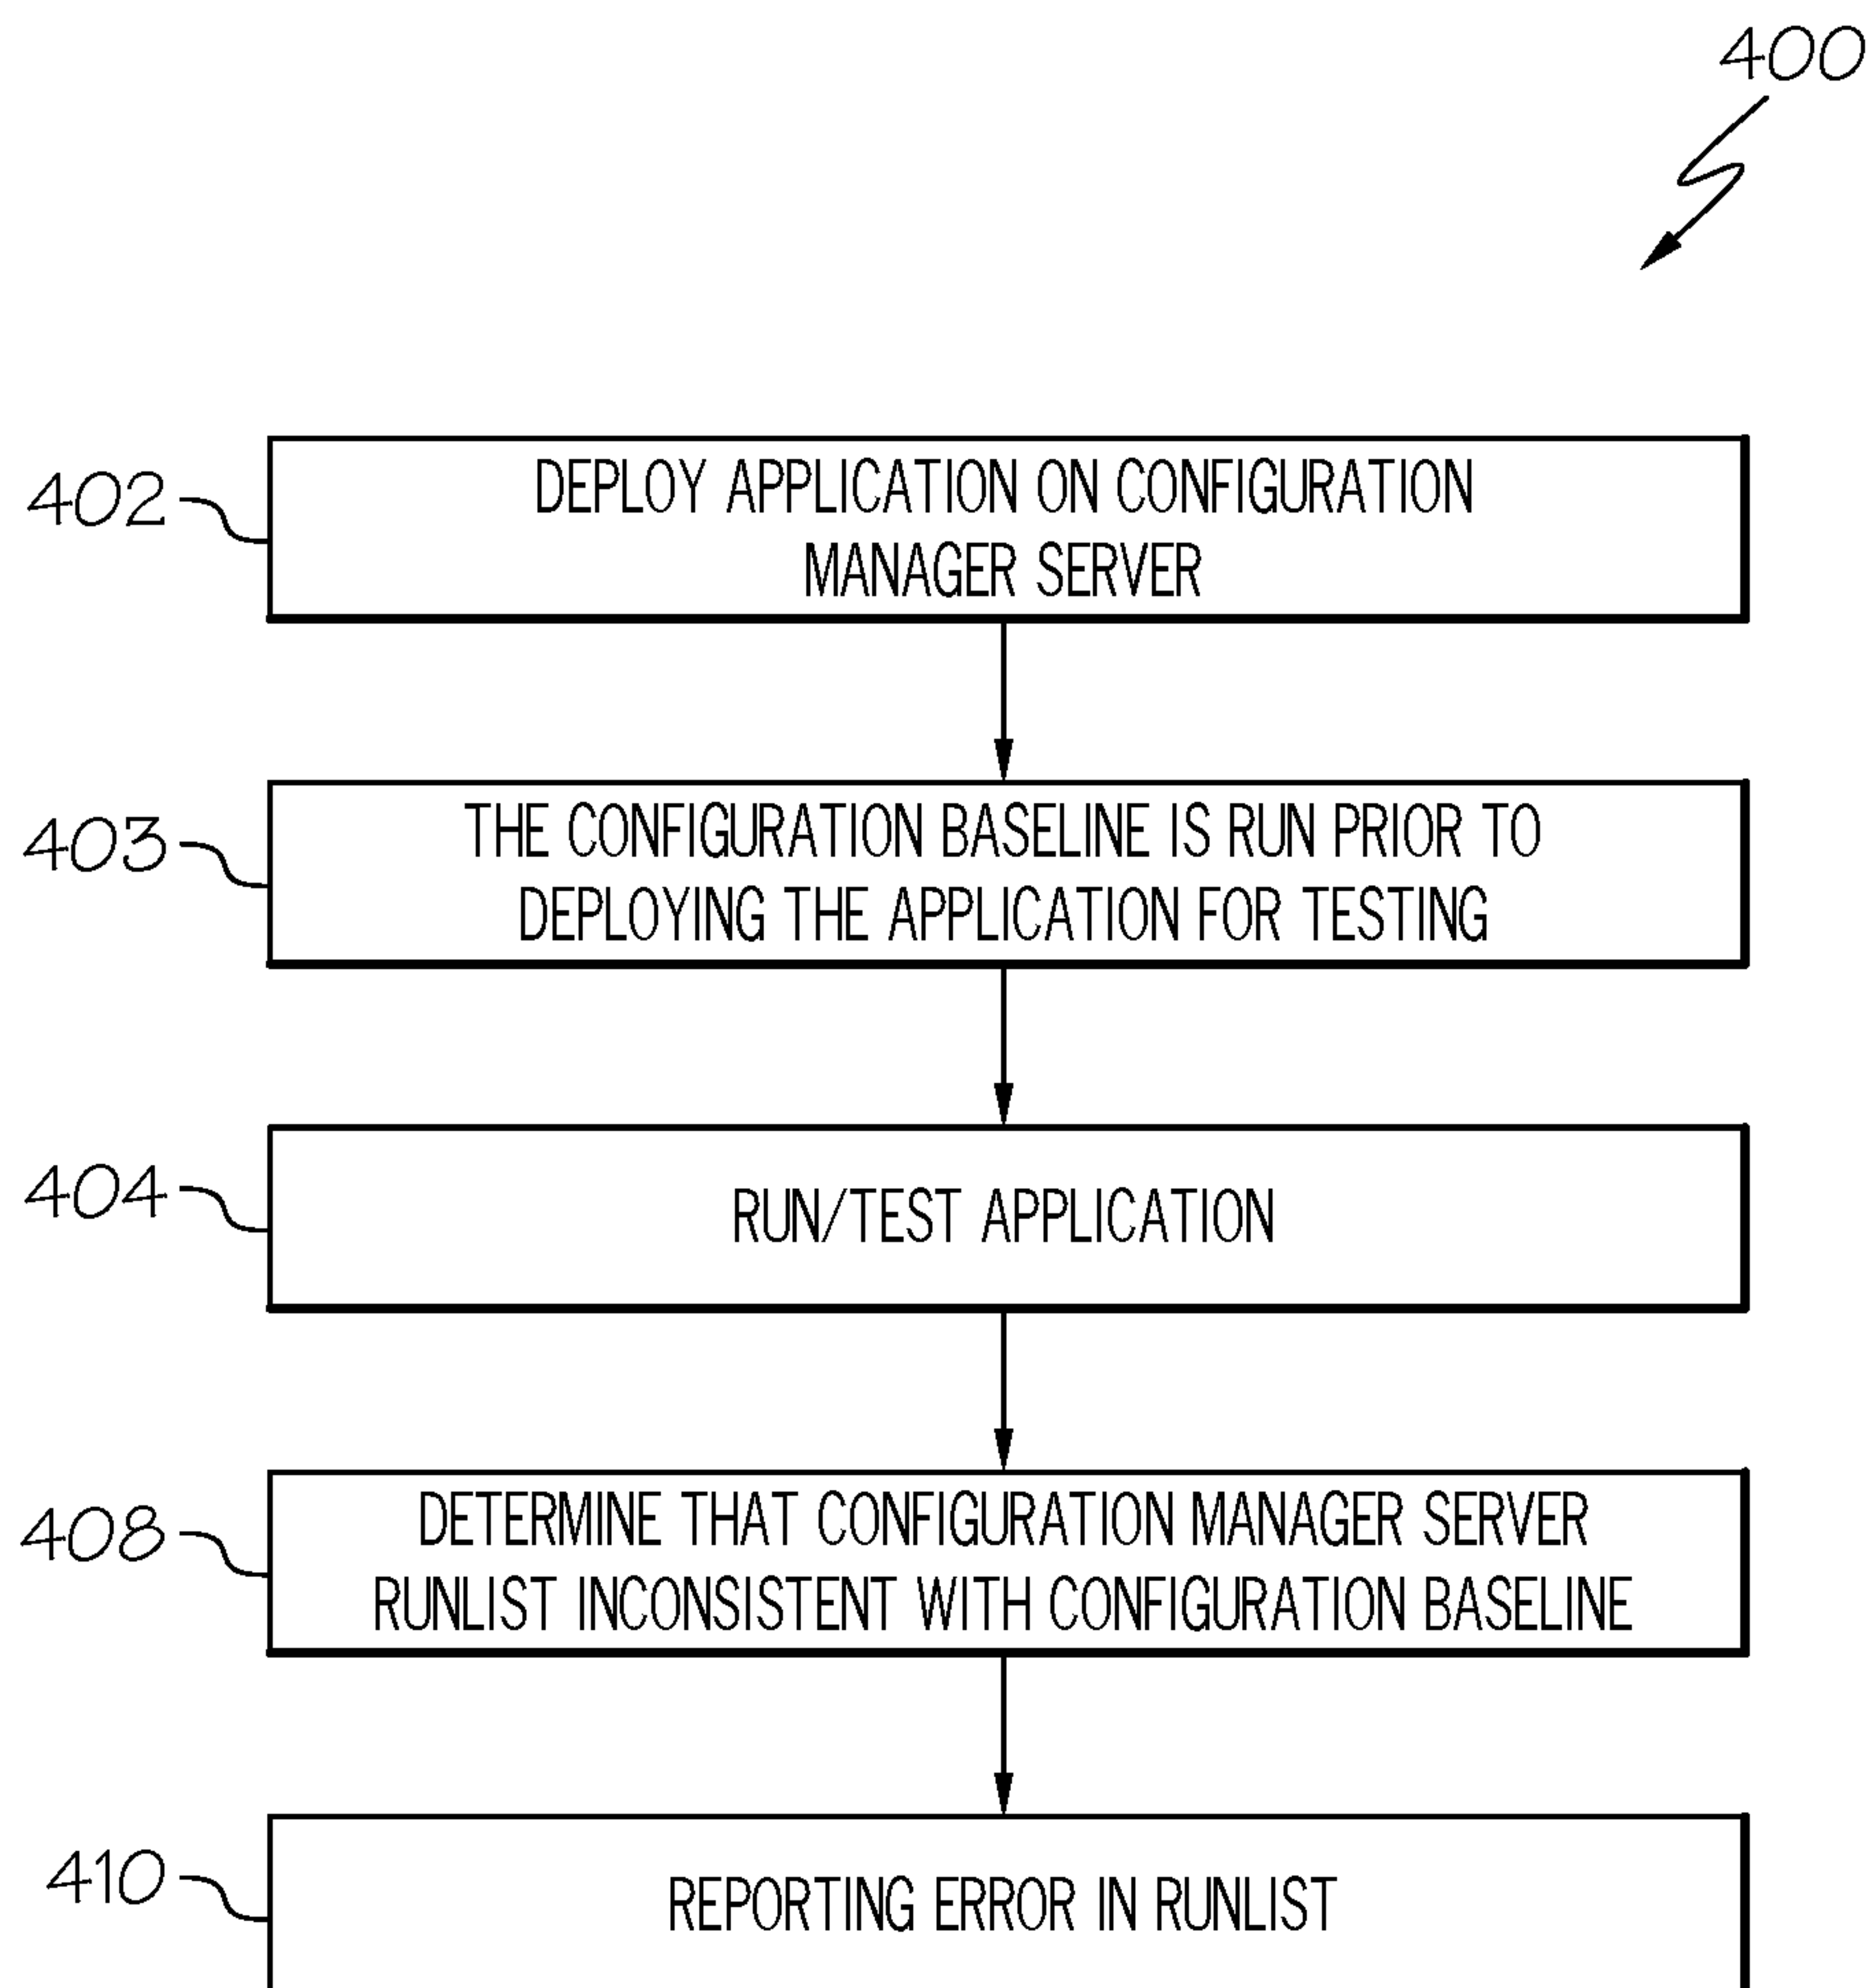 400
402
DEPLOY APPLICATION ON CONFIGURATION
MANAGER SERVER
403
THE CONFIGURATION BASELINE IS RUN PRIOR TO
DEPLOYING THE APPLICATION FOR TESTING
404
RUN/TEST APPLICATION
408
DETERMINE THAT CONFIGURATION MANAGER SERVER
RUNLIST INCONSISTENT WITH CONFIGURATION BASELINE
410
REPORTING ERROR IN RUNLIST